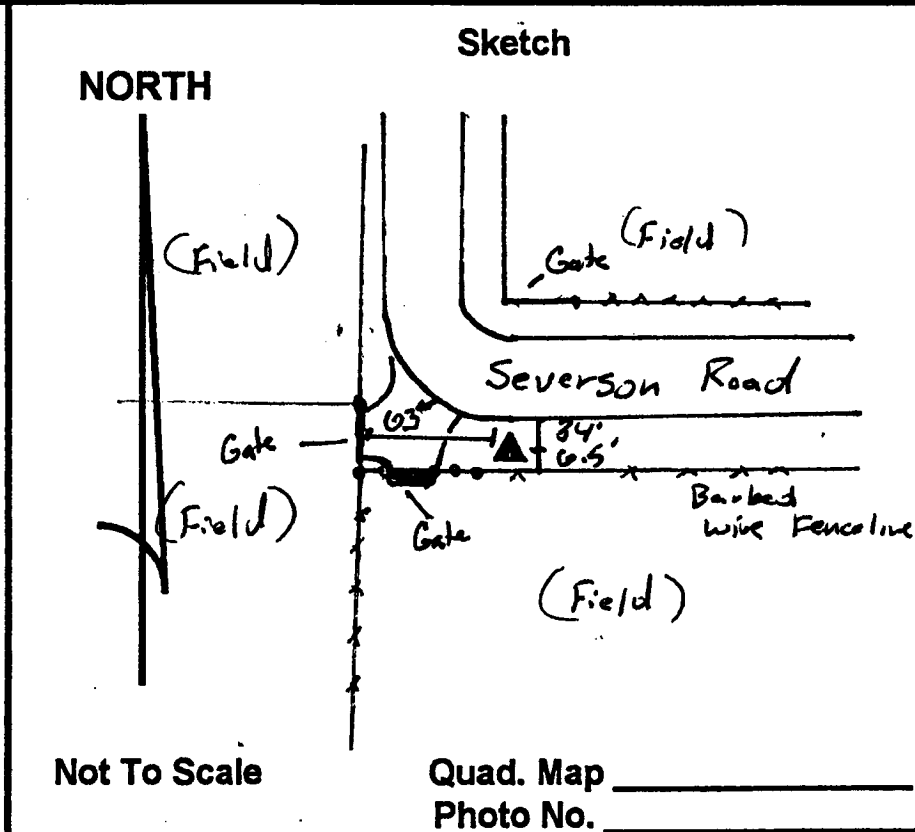 Sketch
NORTH
(Field)
(Field)
Gate
Severson Road
63'
34'
6.5'
Gate
(Field)
Gate
Barbed
wire Fenceline
(Field)
Not To Scale
Quad. Map
Photo No.